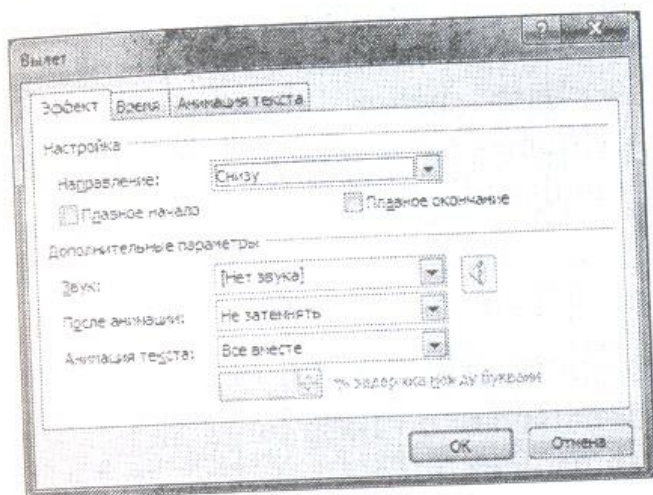 Вылет
Эффект Время Анимация текста
Настройка
Направление: Снизу
Плавное начало Плавное окончание
Дополнительные параметры
Звук: [Нет звука]
После анимации: Не затемнять
Анимация текста: Все вместе
% задержка между буквами
ОК Отмена